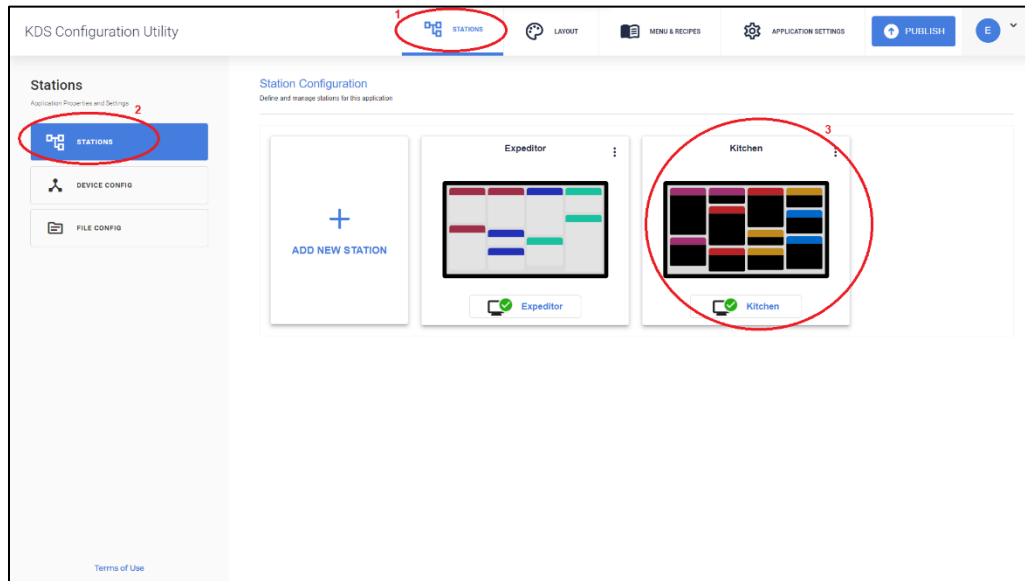 KDS Configuration Utility
1
STATIONS
LAYOUT
MENU & RECIPES
APPLICATION SETTINGS
PUBLISH
E
Stations
Application Properties and Settings
2
STATIONS
DEVICE CONFIG
FILE CONFIG
Station Configuration
Define and manage stations for this application
ADD NEW STATION
Expeditor
Expeditor
3
Kitchen
Kitchen
Terms of Use